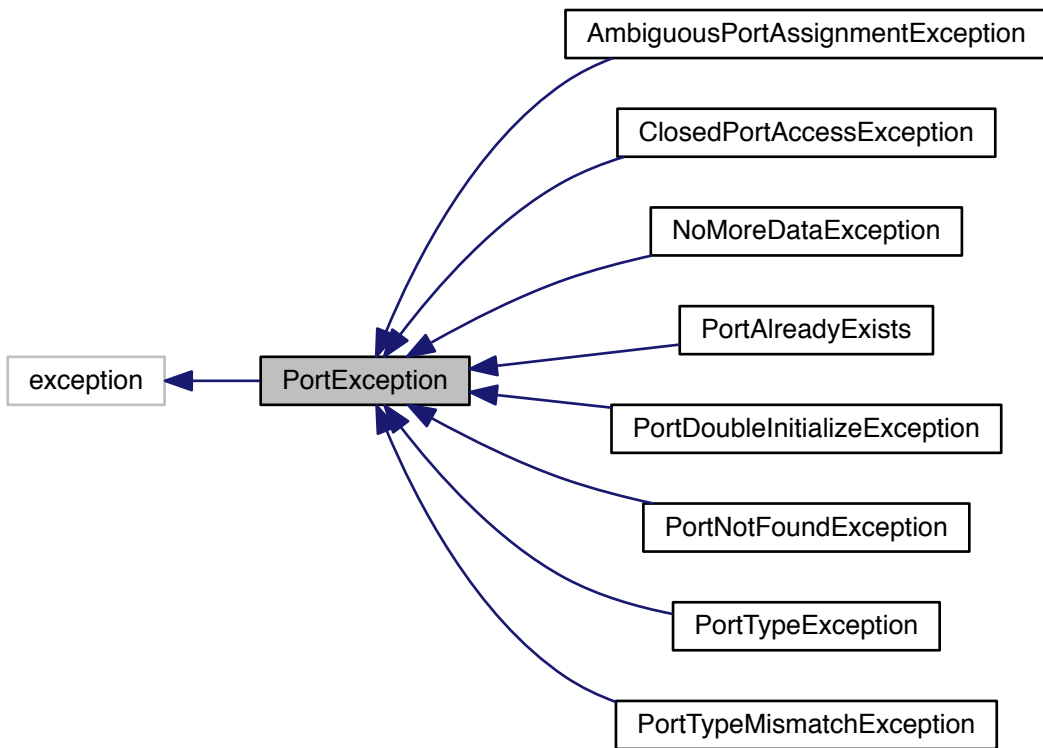 AmbiguousPortAssignmentException
ClosedPortAccessException
NoMoreDataException
PortAlreadyExists
exception
PortException
PortDoubleInitializeException
PortNotFoundException
PortTypeException
PortTypeMismatchException